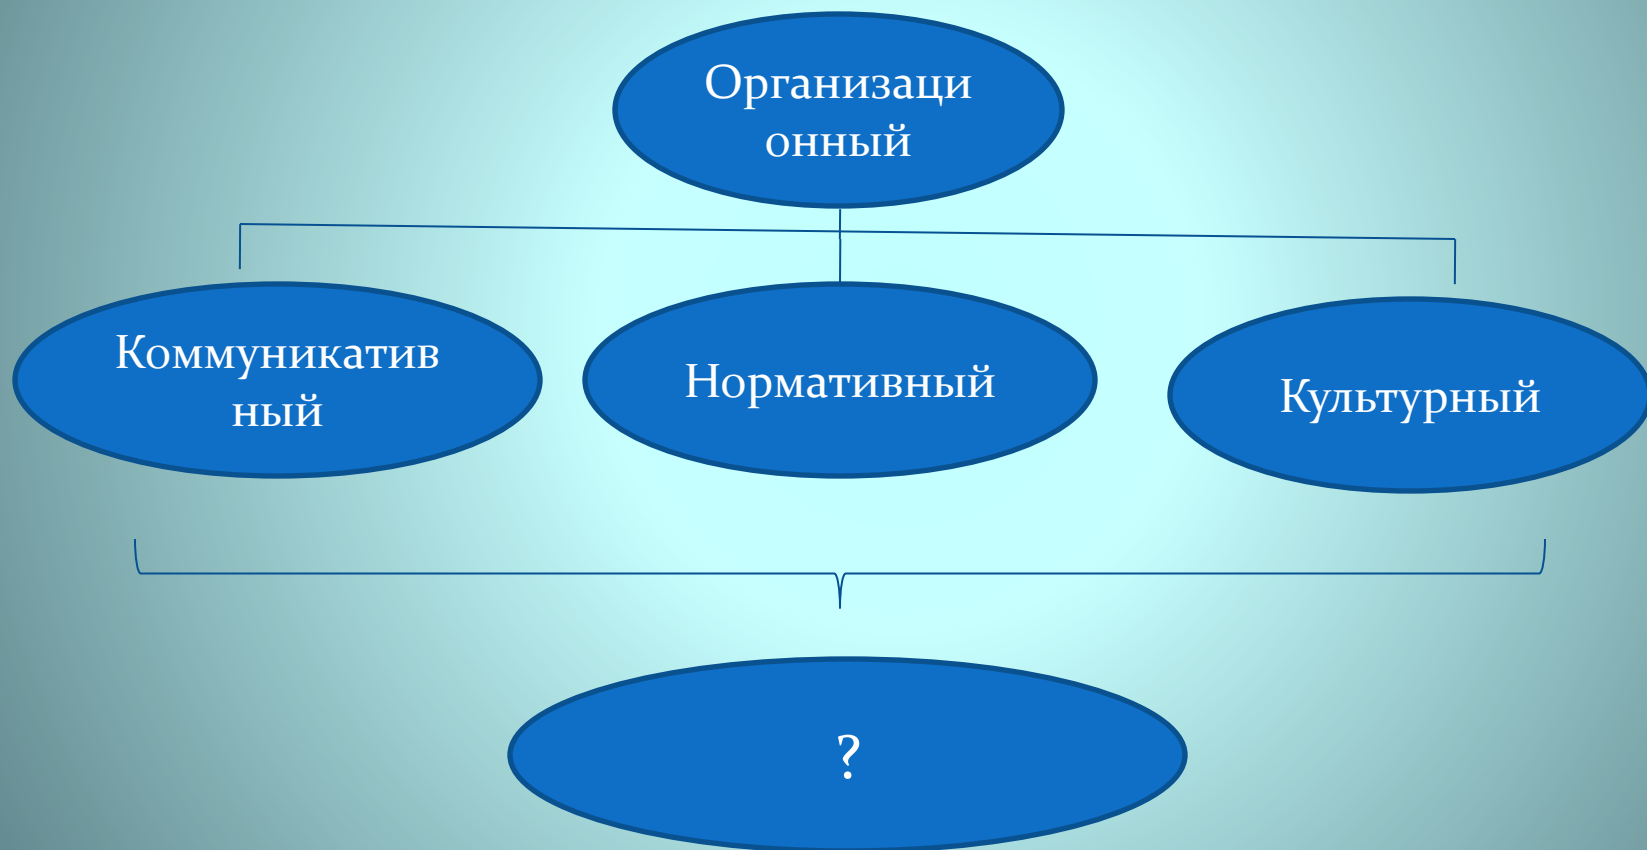 Организаци
онный
Коммуникатив
ный
Нормативный
Культурный
?